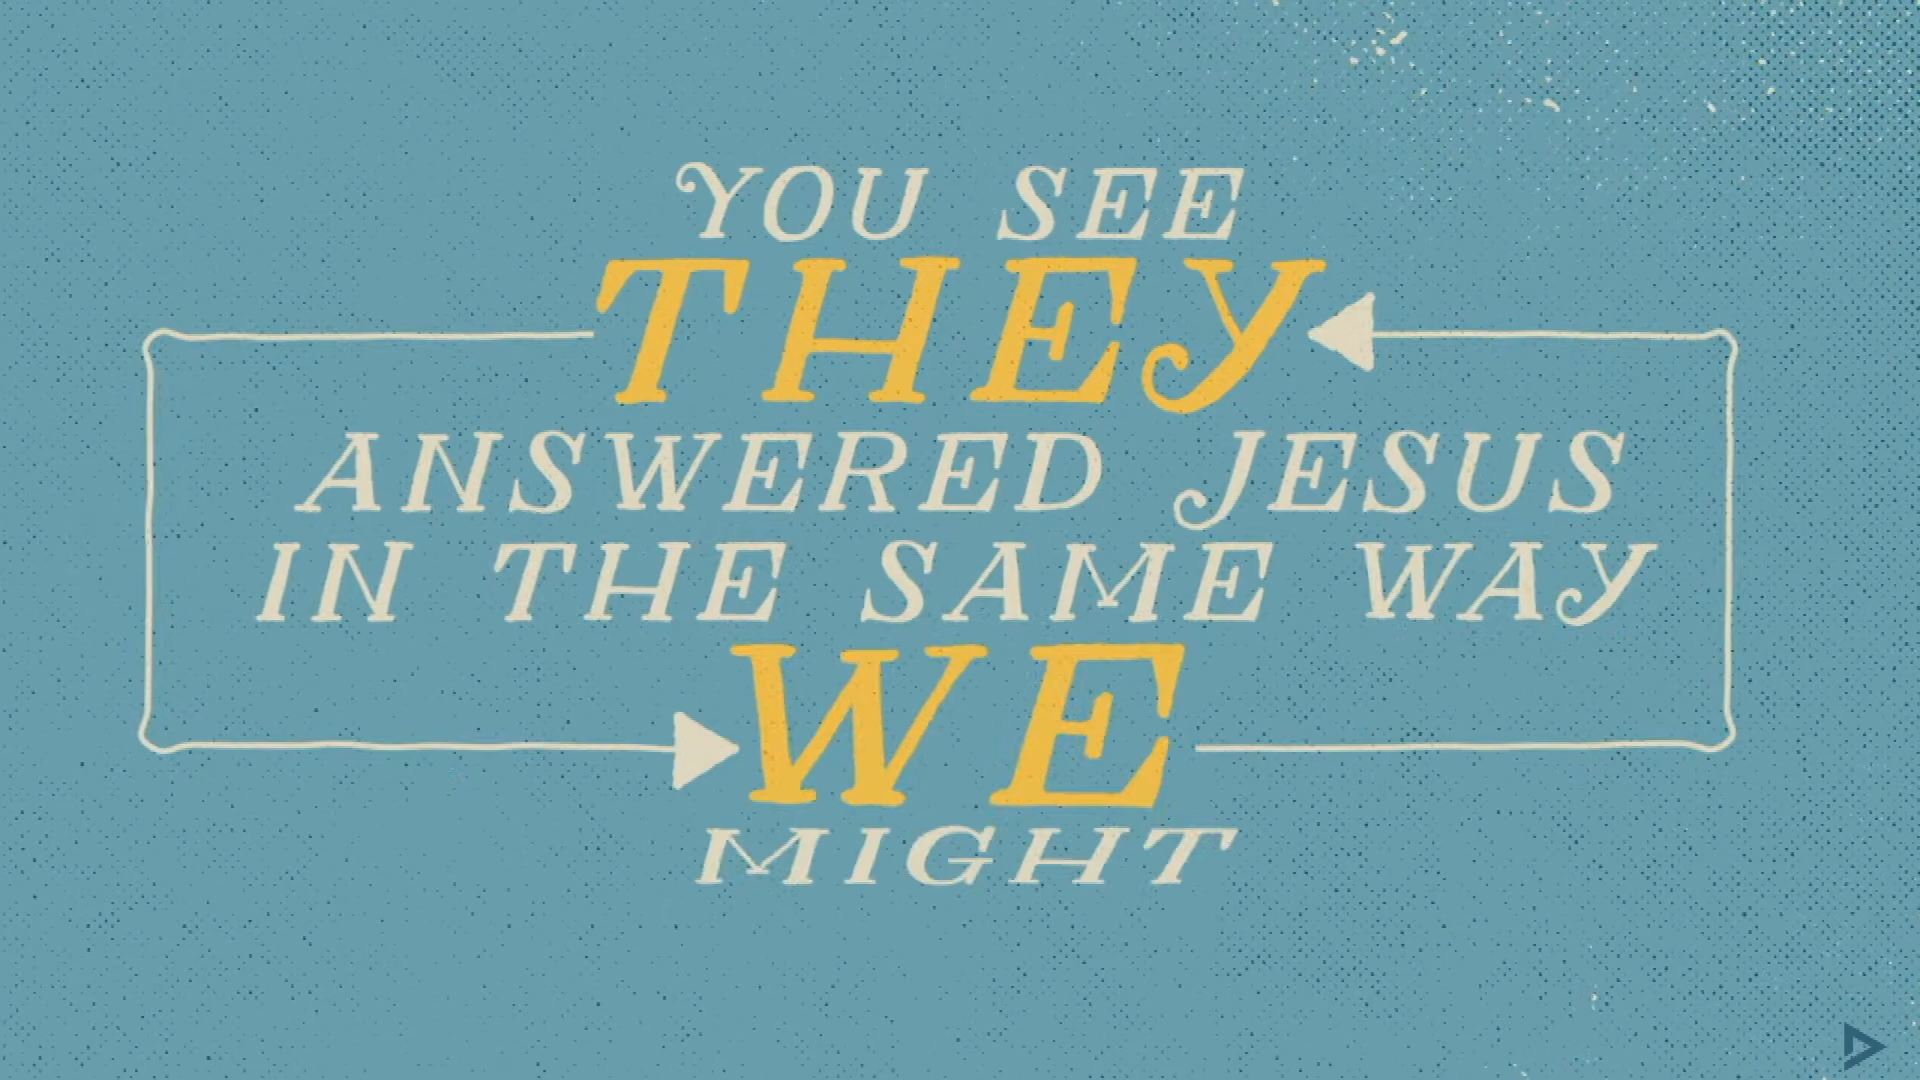 YOU SEE
THEY
ANSWERED JESUS
IN THE SAME WAY
WE
MIGHT